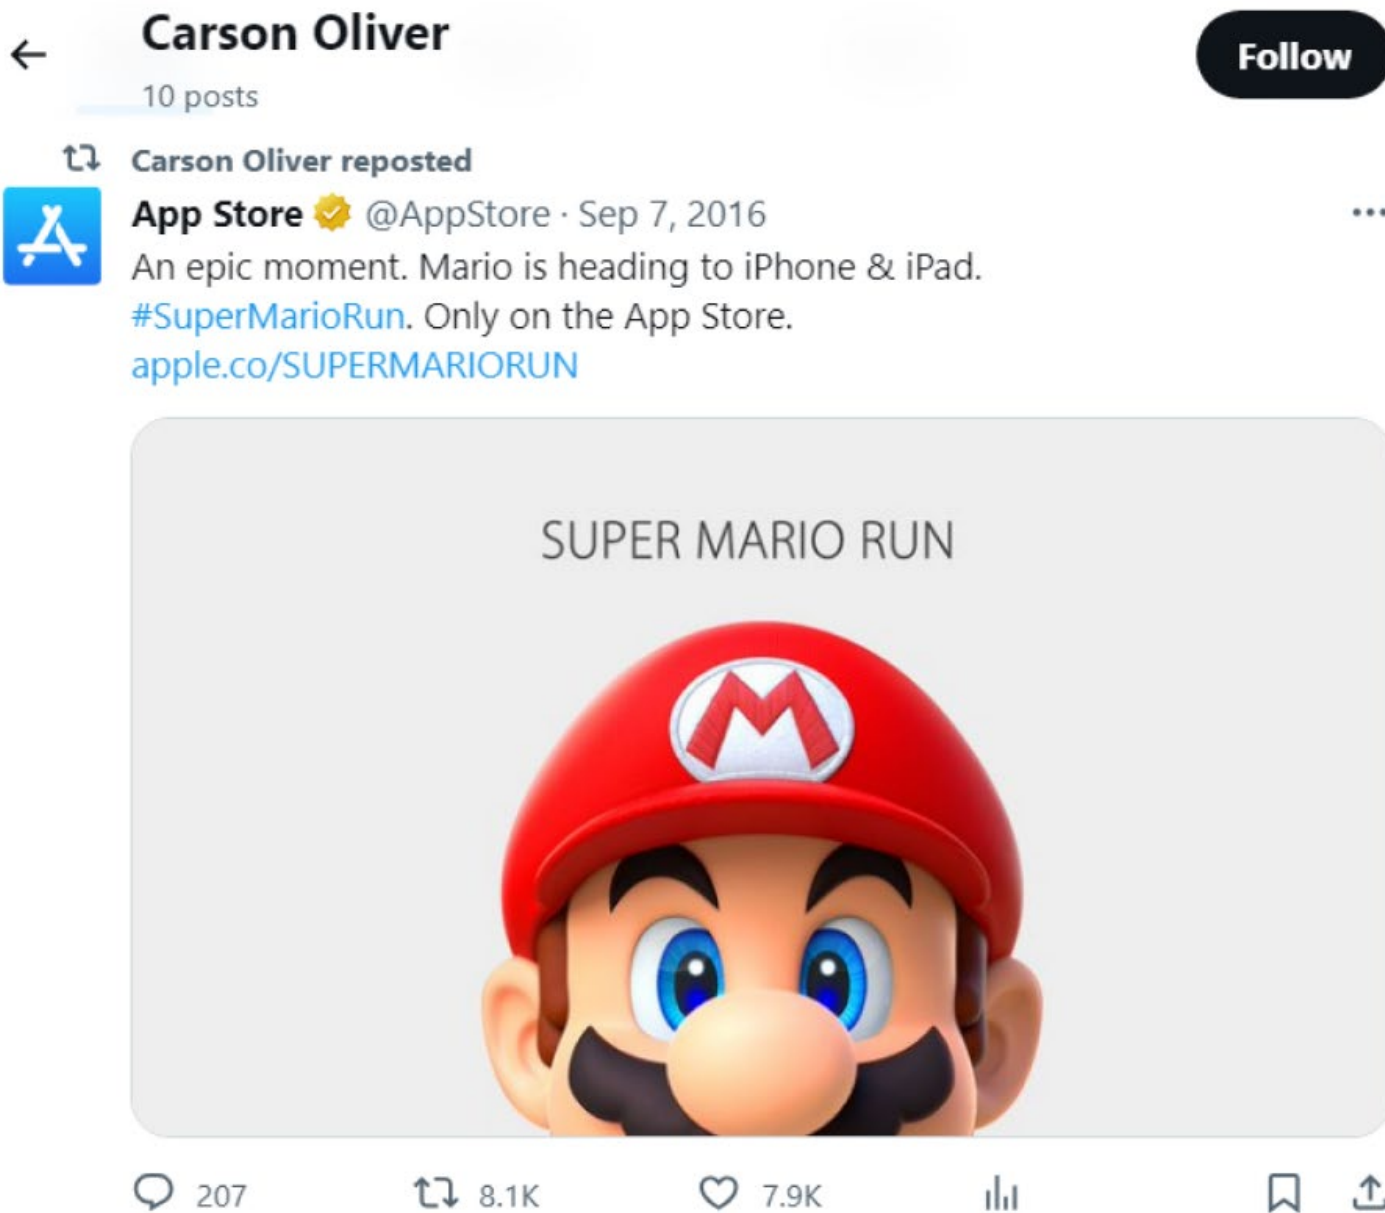 Carson Oliver
Follow
10 posts
Carson Oliver reposted
App Store @AppStore · Sep 7, 2016
An epic moment. Mario is heading to iPhone & iPad.
#SuperMarioRun. Only on the App Store.
apple.co/SUPERMARIORUN
SUPER MARIO RUN
M
207 8.1K 7.9K